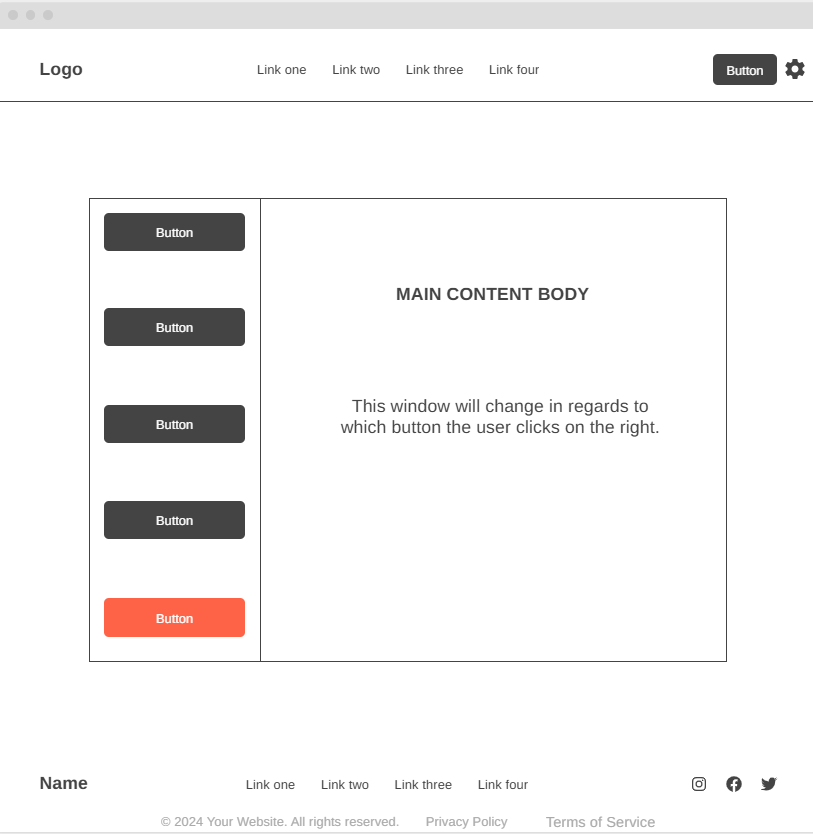 Logo
Link one Link two Link three Link four
Button
Button
Button
Button
Button
Button
MAIN CONTENT BODY
This window will change in regards to
which button the user clicks on the right.
Name
Link one Link two Link three Link four
© 2024 Your Website. All rights reserved. Privacy Policy Terms of Service